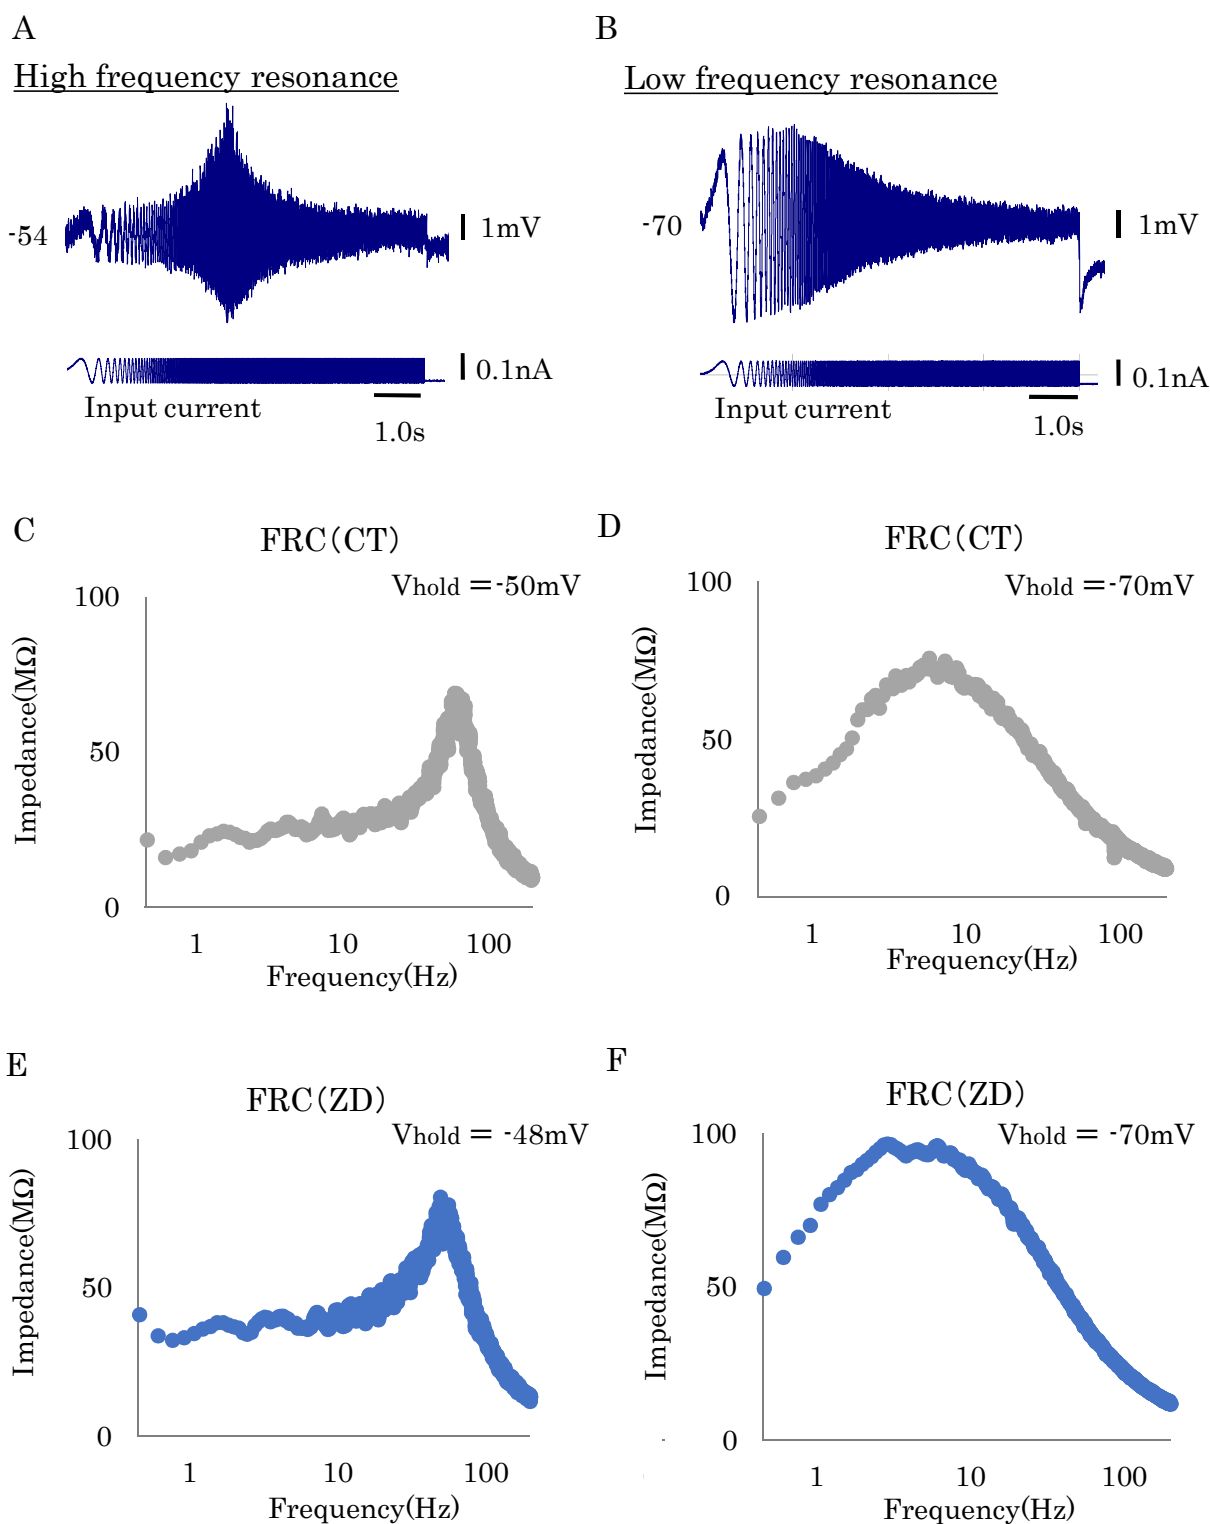 A
High frequency resonance
-54
1mV
0.1nA
Input current
1.0s
B
Low frequency resonance
-70
1mV
0.1nA
Input current
1.0s
C
FRC(CT)
Vhold =-50mV
100
50
0
Impedance(MΩ)
1 10 100
Frequency(Hz)
D
FRC(CT)
Vhold =-70mV
100
50
0
Impedance(MΩ)
1 10 100
Frequency(Hz)
E
FRC(ZD)
Vhold = -48mV
100
50
0
Impedance(MΩ)
1 10 100
Frequency(Hz)
F
FRC(ZD)
Vhold = -70mV
100
50
0
Impedance(MΩ)
1 10 100
Frequency(Hz)